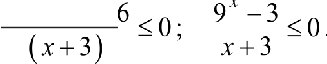 6/(x+3) ≤ 0 ; (9^x − 3)/(x+3) ≤ 0.